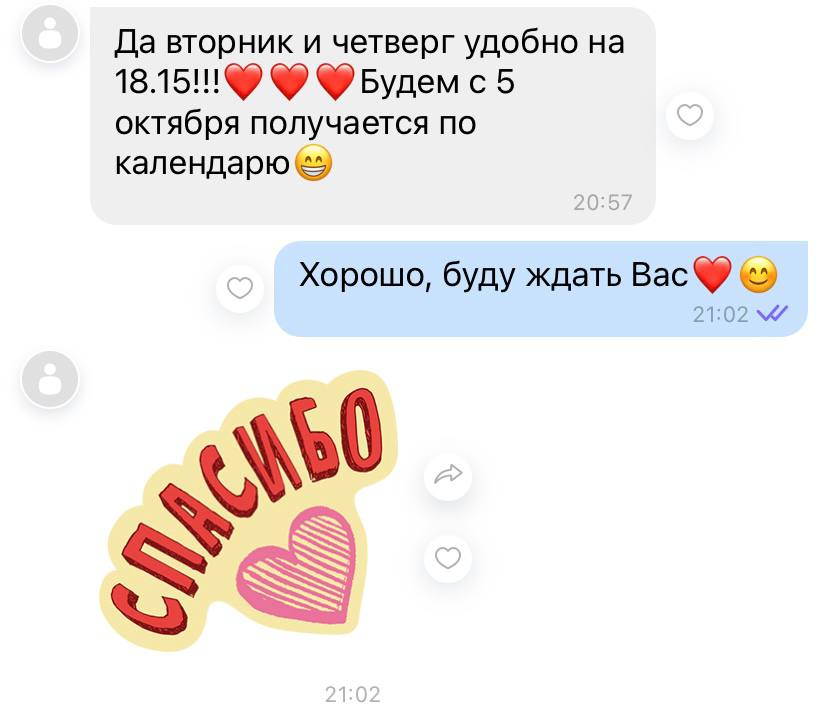 Да вторник и четверг удобно на
18.15!!!❤️❤️❤️Будем с 5
октября получается по
календарю😁
20:57
Хорошо, буду ждать Вас❤️😊
21:02
СПАСИБО
21:02